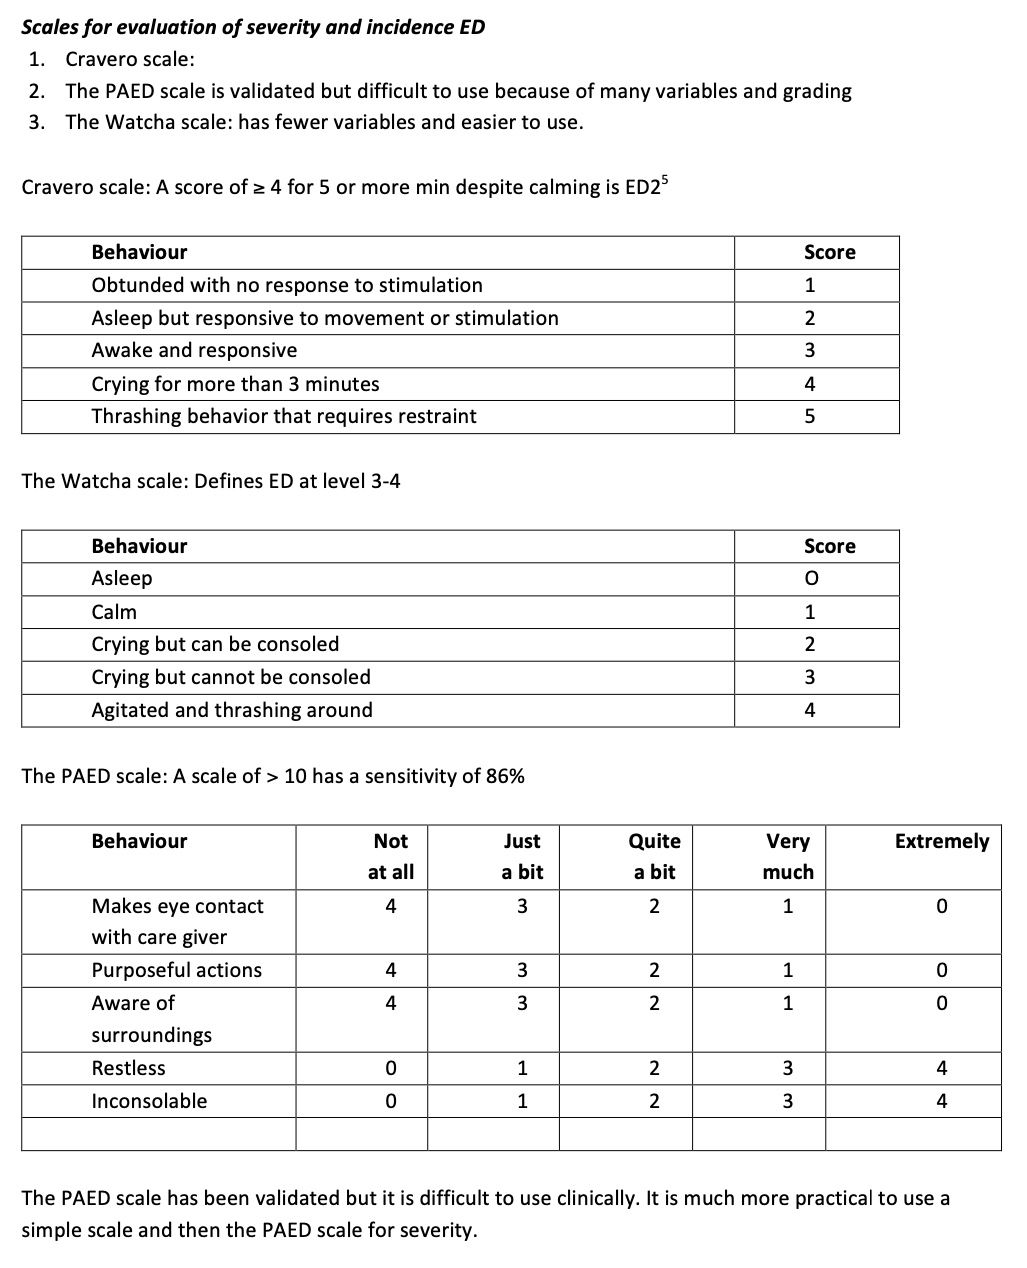 Scales for evaluation of severity and incidence ED
1. Cravero scale:
2. The PAED scale is validated but difficult to use because of many variables and grading
3. The Watcha scale: has fewer variables and easier to use.
Cravero scale: A score of ≥ 4 for 5 or more min despite calming is ED2⁵
Behaviour Score
Obtunded with no response to stimulation 1
Asleep but responsive to movement or stimulation 2
Awake and responsive 3
Crying for more than 3 minutes 4
Thrashing behavior that requires restraint 5
The Watcha scale: Defines ED at level 3-4
Behaviour Score
Asleep O
Calm 1
Crying but can be consoled 2
Crying but cannot be consoled 3
Agitated and thrashing around 4
The PAED scale: A scale of > 10 has a sensitivity of 86%
Behaviour Not Just Quite Very Extremely
at all a bit a bit much
Makes eye contact 4 3 2 1 0
with care giver
Purposeful actions 4 3 2 1 0
Aware of 4 3 2 1 0
surroundings
Restless 0 1 2 3 4
Inconsolable 0 1 2 3 4
The PAED scale has been validated but it is difficult to use clinically. It is much more practical to use a
simple scale and then the PAED scale for severity.